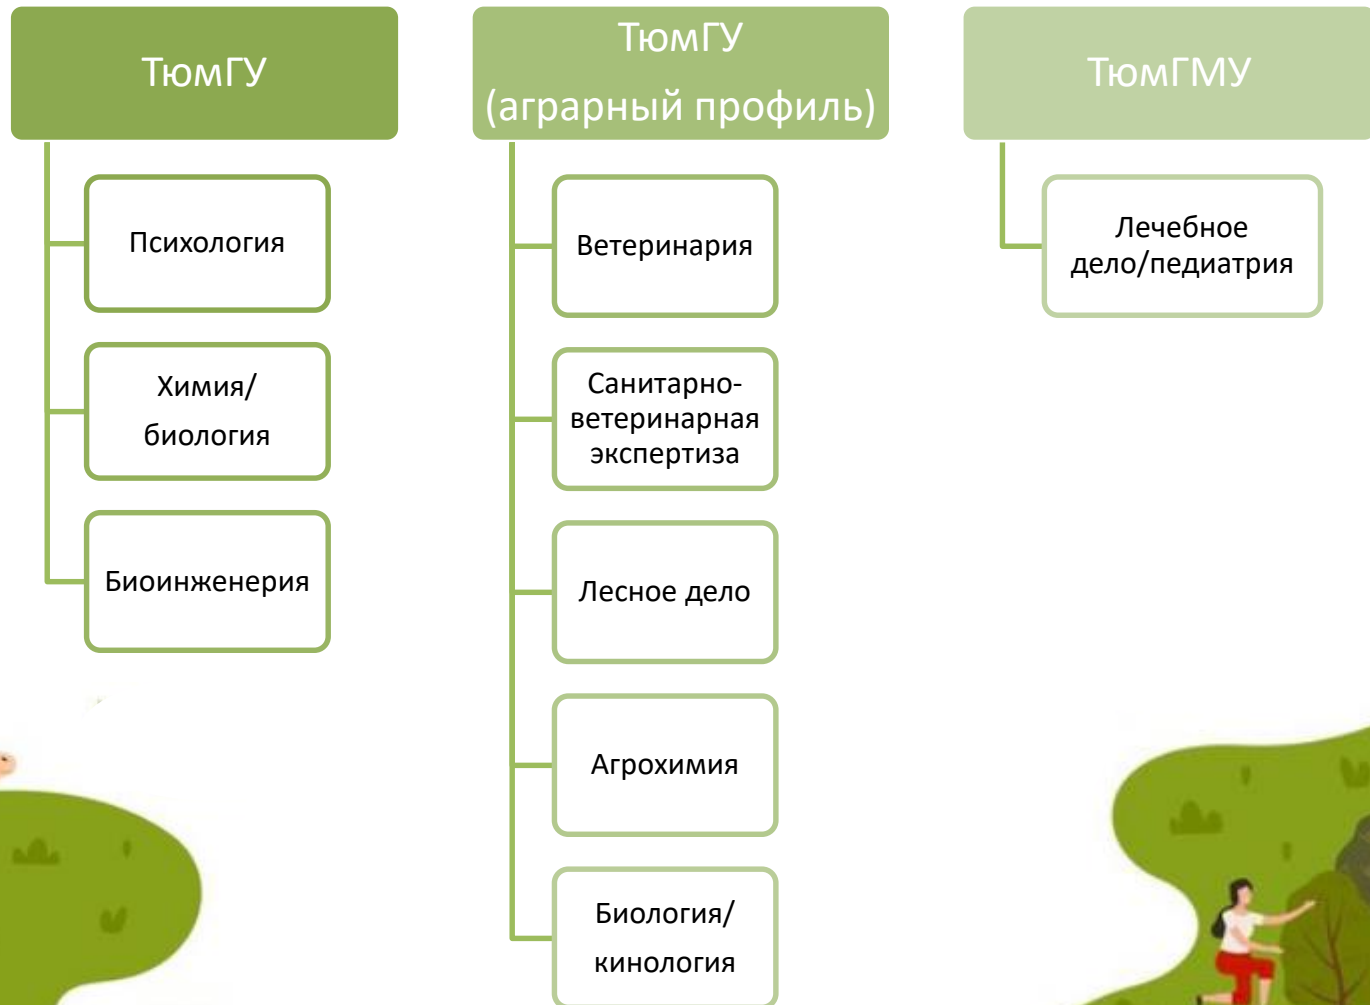 ТюмГУ
Психология
Химия/
биология
Биоинженерия
ТюмГУ
(аграрный профиль)
Ветеринария
Санитарно-
ветеринарная
экспертиза
Лесное дело
Агрохимия
Биология/
кинология
ТюмГМУ
Лечебное
дело/педиатрия